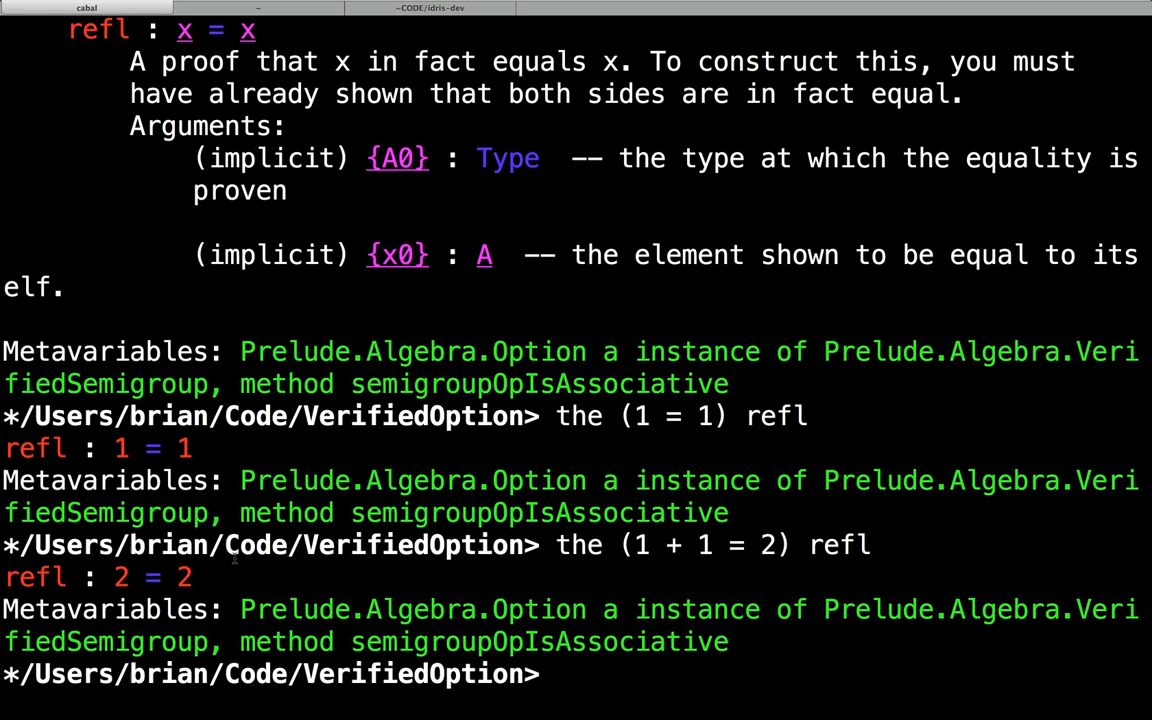 cabal ~ ~CODE/idris-dev
refl : x = x
A proof that x in fact equals x. To construct this, you must
have already shown that both sides are in fact equal.
Arguments:
(implicit) {A0} : Type -- the type at which the equality is
proven
(implicit) {x0} : A -- the element shown to be equal to its
elf.
Metavariables: Prelude.Algebra.Option a instance of Prelude.Algebra.Veri
fiedSemigroup, method semigroupOpIsAssociative
*/Users/brian/Code/VerifiedOption> the (1 = 1) refl
refl : 1 = 1
Metavariables: Prelude.Algebra.Option a instance of Prelude.Algebra.Veri
fiedSemigroup, method semigroupOpIsAssociative
*/Users/brian/Code/VerifiedOption> the (1 + 1 = 2) refl
refl : 2 = 2
Metavariables: Prelude.Algebra.Option a instance of Prelude.Algebra.Veri
fiedSemigroup, method semigroupOpIsAssociative
*/Users/brian/Code/VerifiedOption>